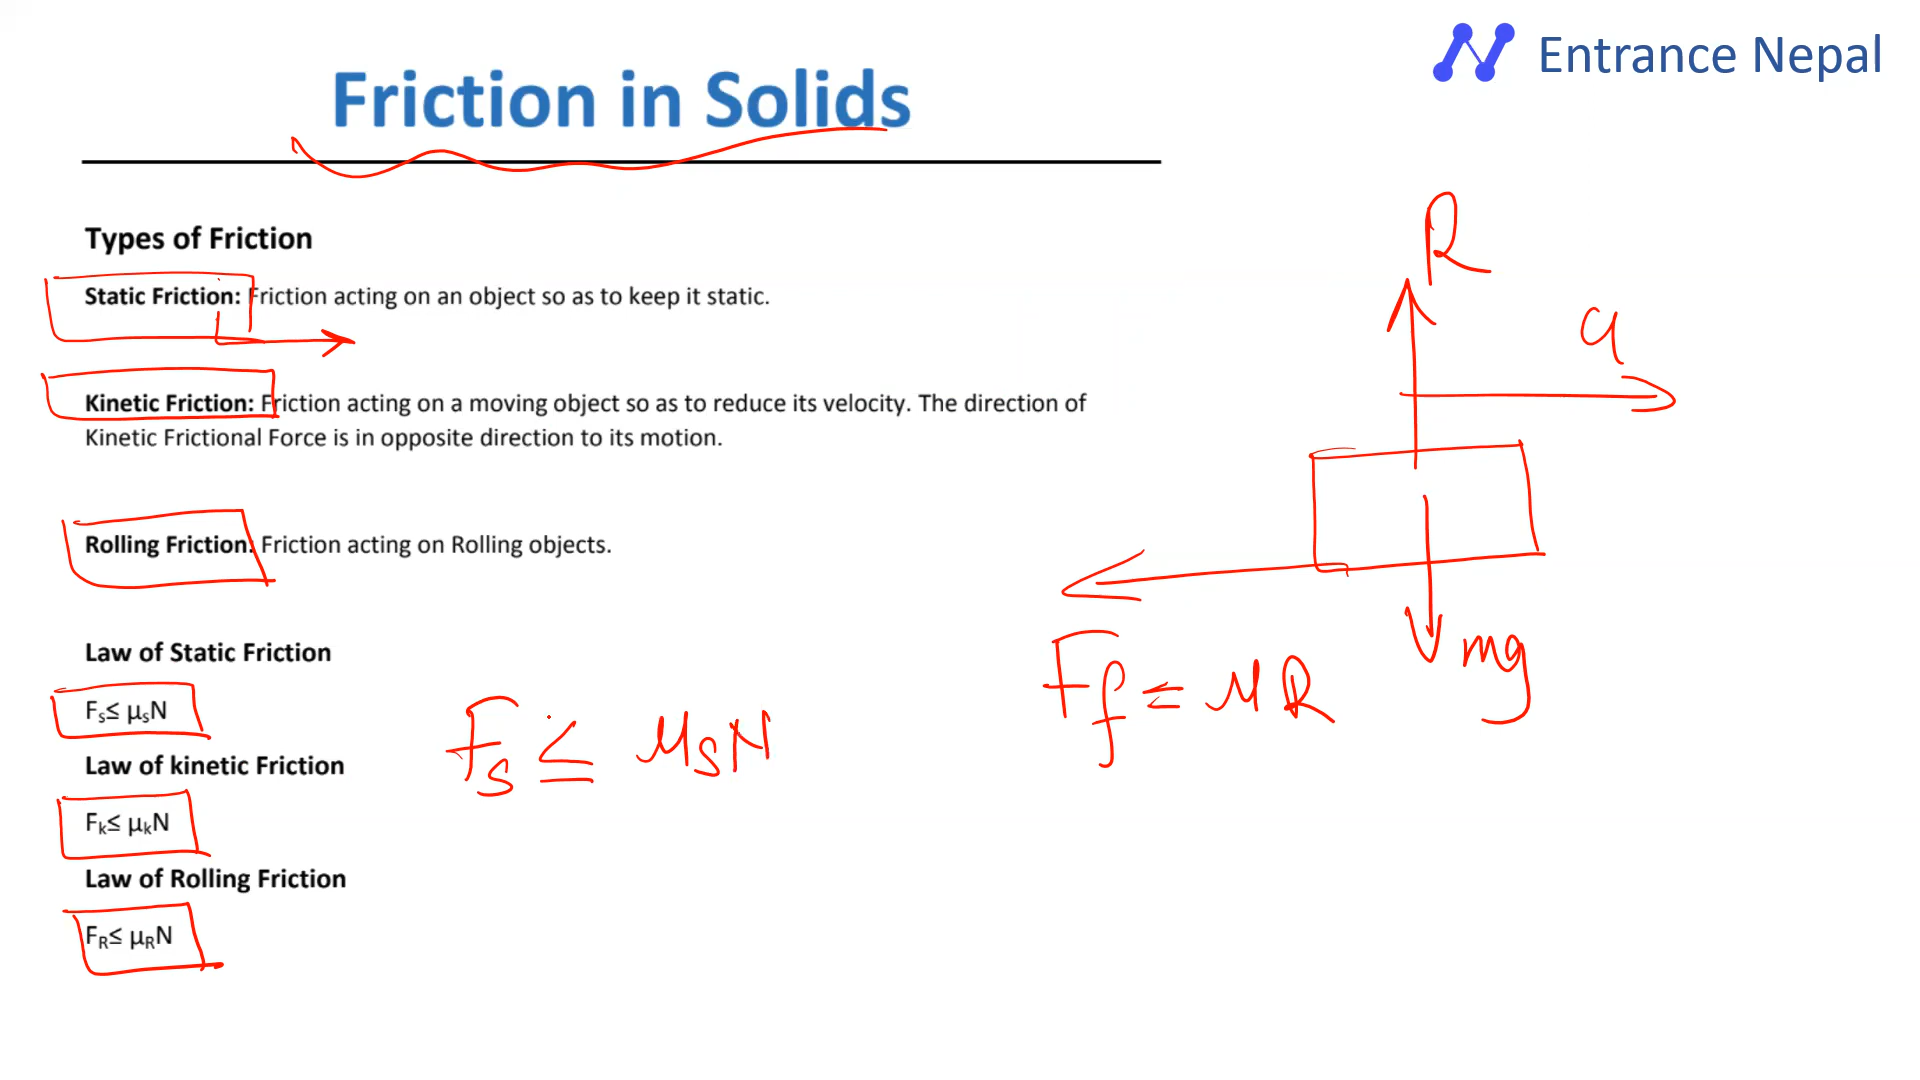 Entrance Nepal
Friction in Solids
Types of Friction
Static Friction: Friction acting on an object so as to keep it static.
Kinetic Friction: Friction acting on a moving object so as to reduce its velocity. The direction of
Kinetic Frictional Force is in opposite direction to its motion.
Rolling Friction: Friction acting on Rolling objects.
Law of Static Friction
Fs≤ μsN
Law of kinetic Friction
Fk≤ μkN
Law of Rolling Friction
FR≤ μRN
Fs ≤ μsN
R
a
mg
Ff = μR